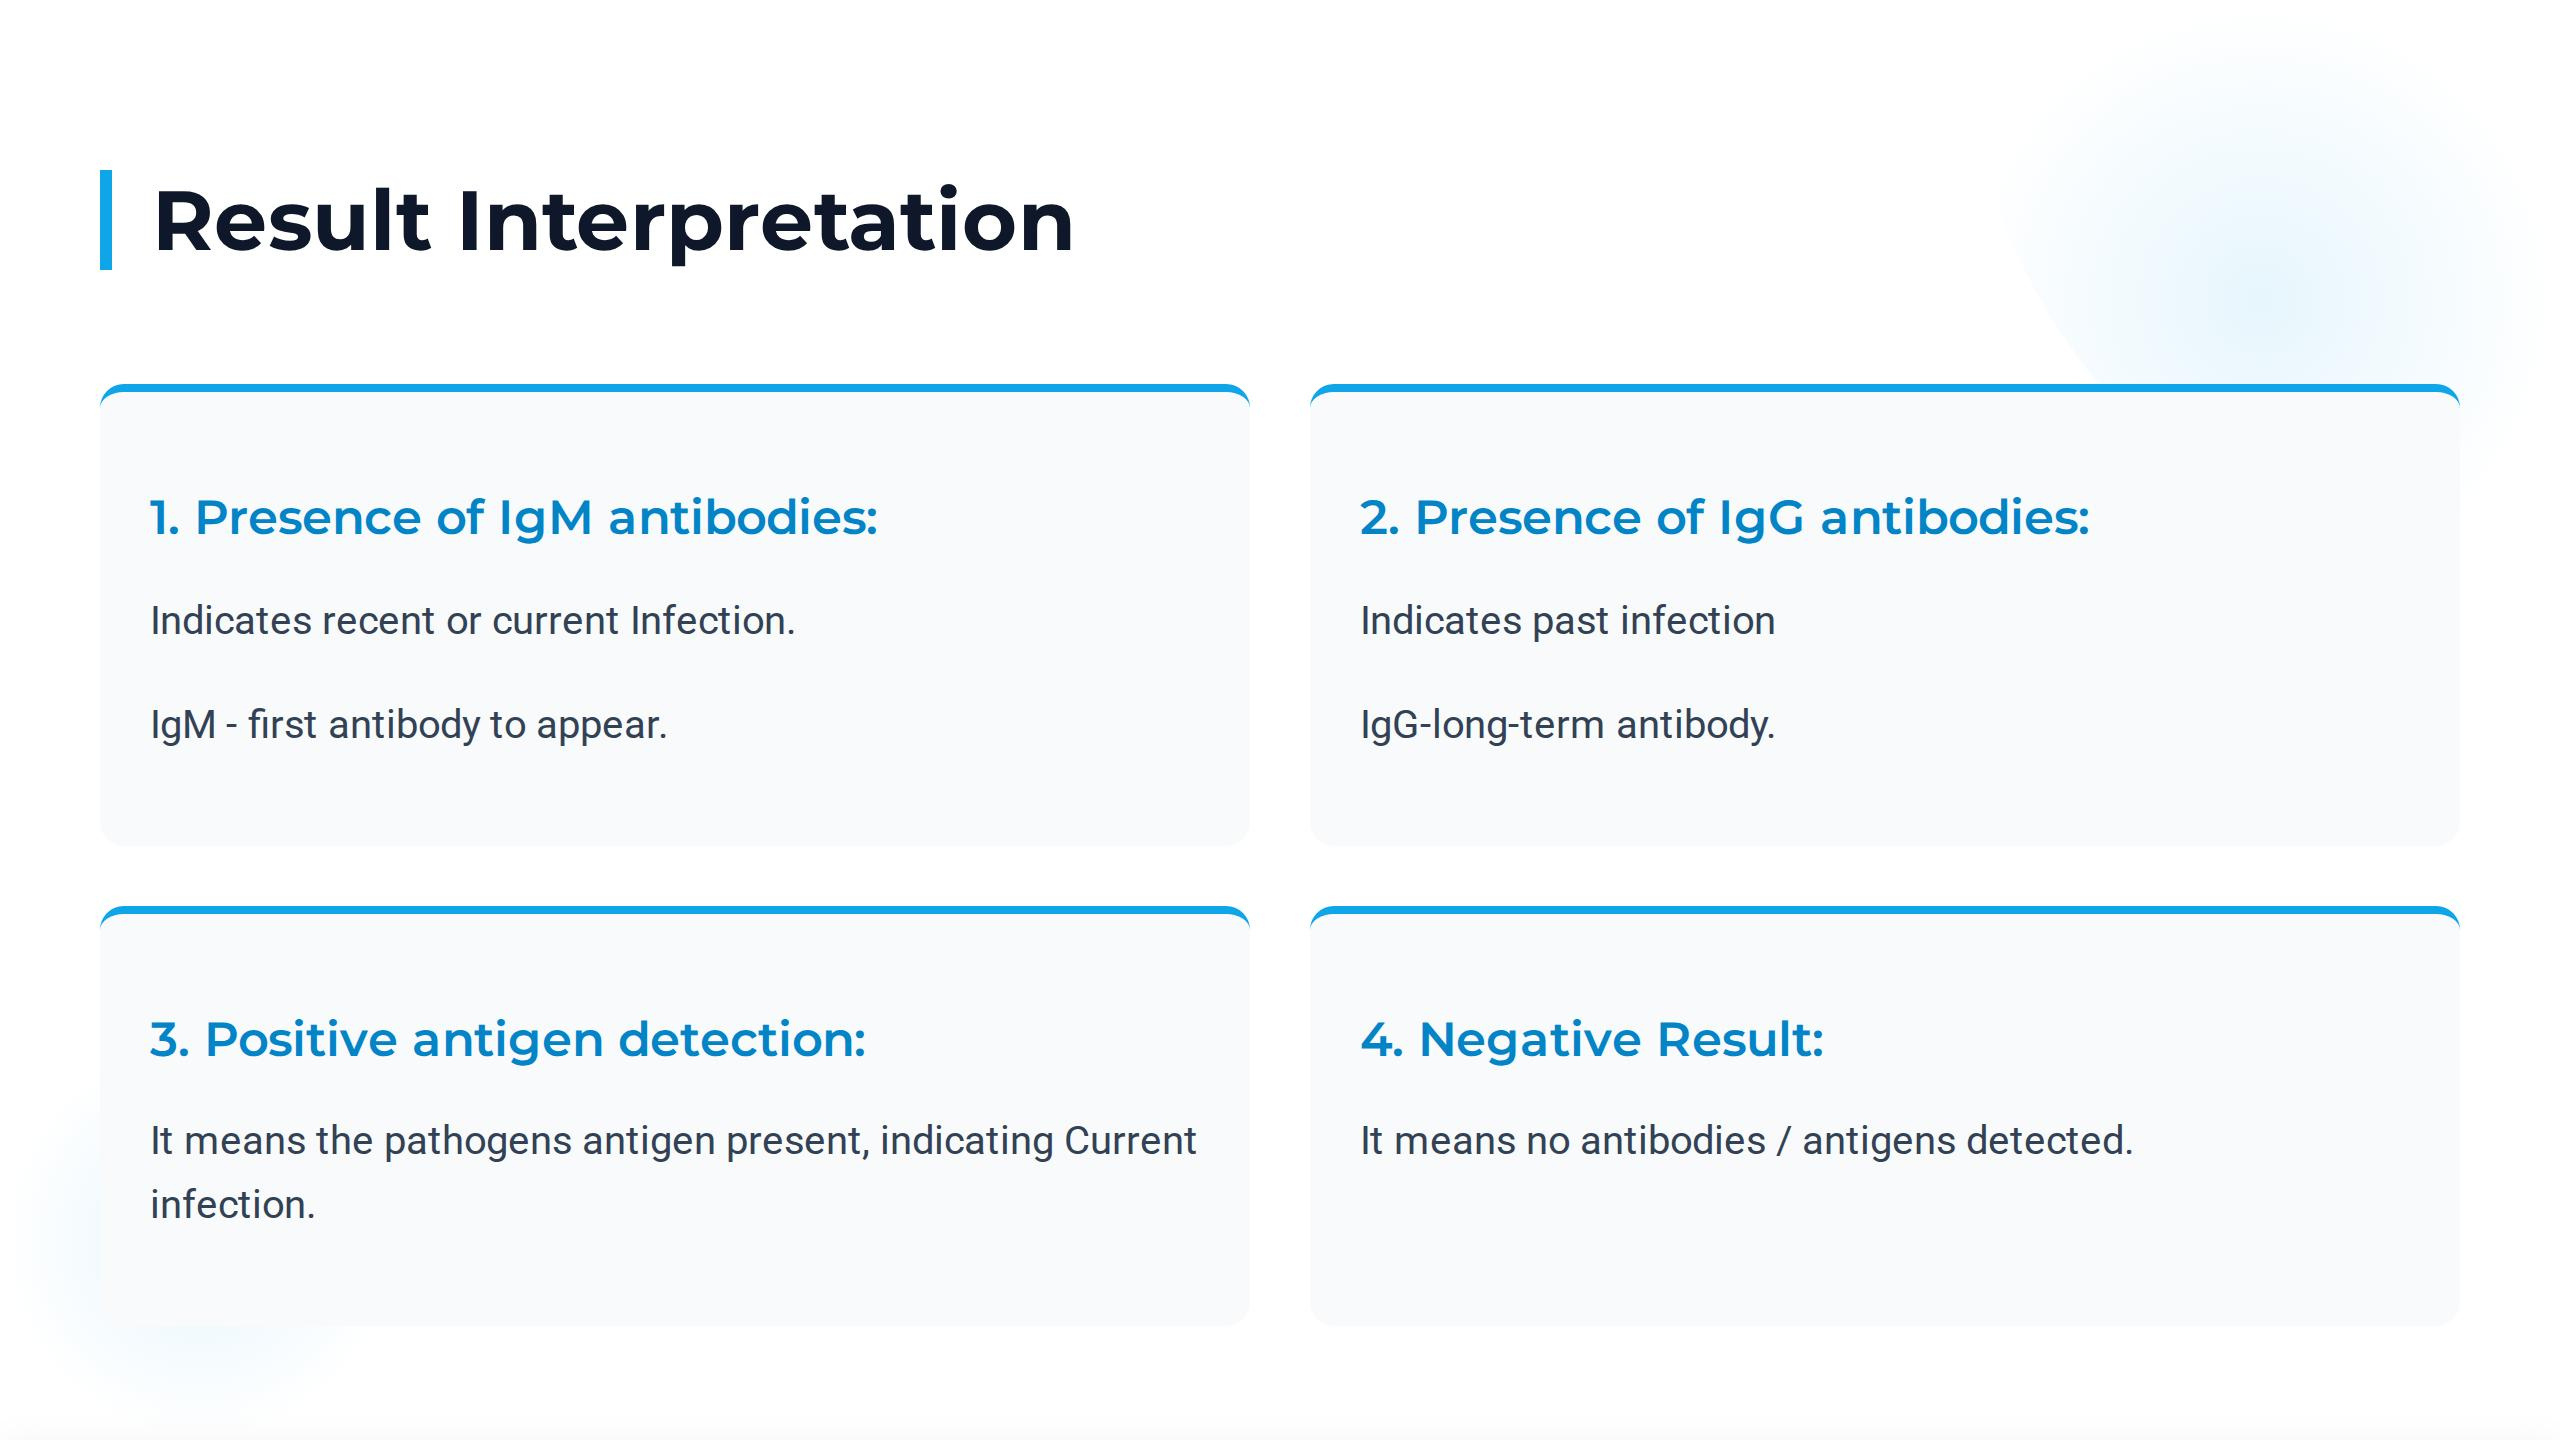 Result Interpretation
1. Presence of IgM antibodies:
Indicates recent or current Infection.
IgM - first antibody to appear.
2. Presence of IgG antibodies:
Indicates past infection
IgG-long-term antibody.
3. Positive antigen detection:
It means the pathogens antigen present, indicating Current
infection.
4. Negative Result:
It means no antibodies / antigens detected.